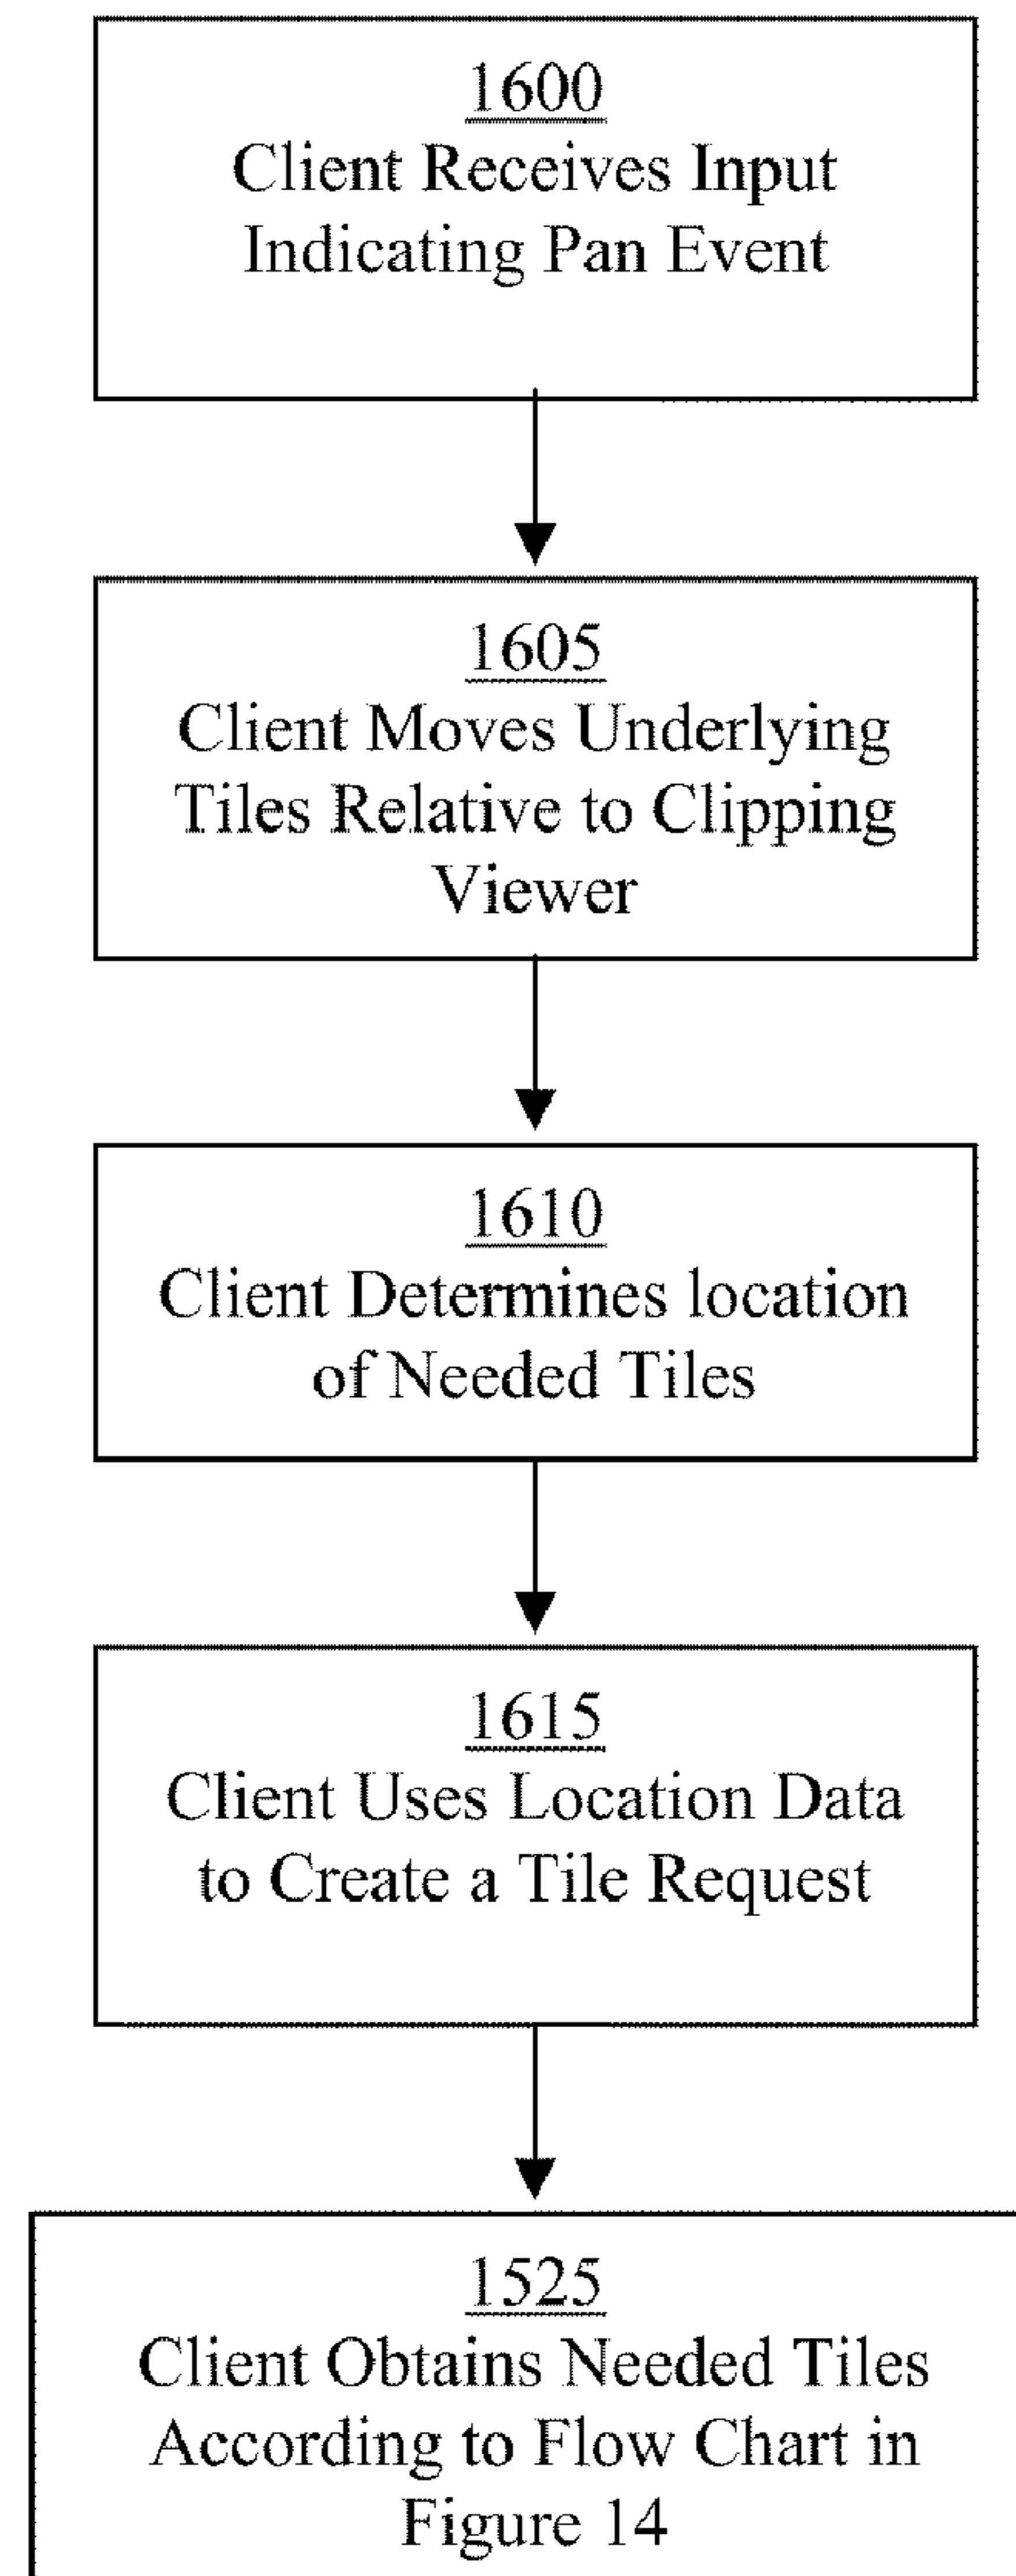 1600
Client Receives Input
Indicating Pan Event
1605
Client Moves Underlying
Tiles Relative to Clipping
Viewer
1610
Client Determines location
of Needed Tiles
1615
Client Uses Location Data
to Create a Tile Request
1525
Client Obtains Needed Tiles
According to Flow Chart in
Figure 14